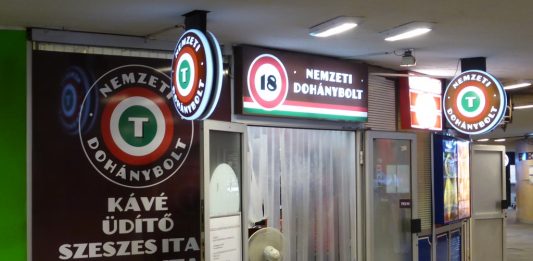 NEMZETI
T
DOHÁNYBOLT
KÁVÉ
ÜDÍTŐ
SZESZES ITA
NEMZETI
T
DOHÁNYBOLT
18
NEMZETI
DOHÁNYBOLT
NEMZETI
T
DOHÁNYBOLT